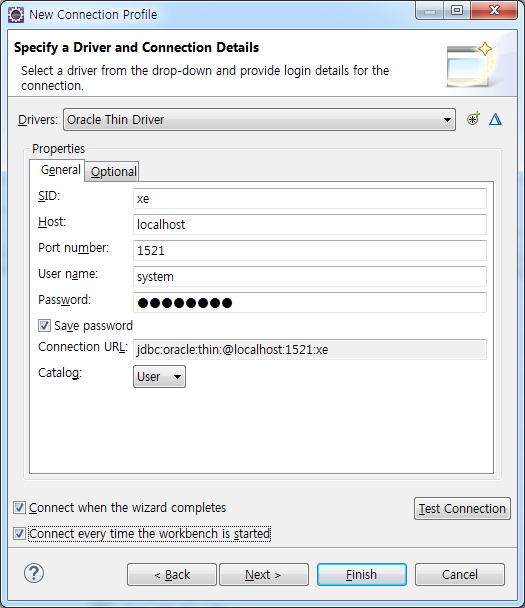 New Connection Profile
Specify a Driver and Connection Details
Select a driver from the drop-down and provide login details for the
connection.
Drivers: Oracle Thin Driver
Properties
General Optional
SID: xe
Host: localhost
Port number: 1521
User name: system
Password: ●●●●●●●●
Save password
Connection URL: jdbc:oracle:thin:@localhost:1521:xe
Catalog: User
Connect when the wizard completes
Test Connection
Connect every time the workbench is started
? < Back Next > Finish Cancel